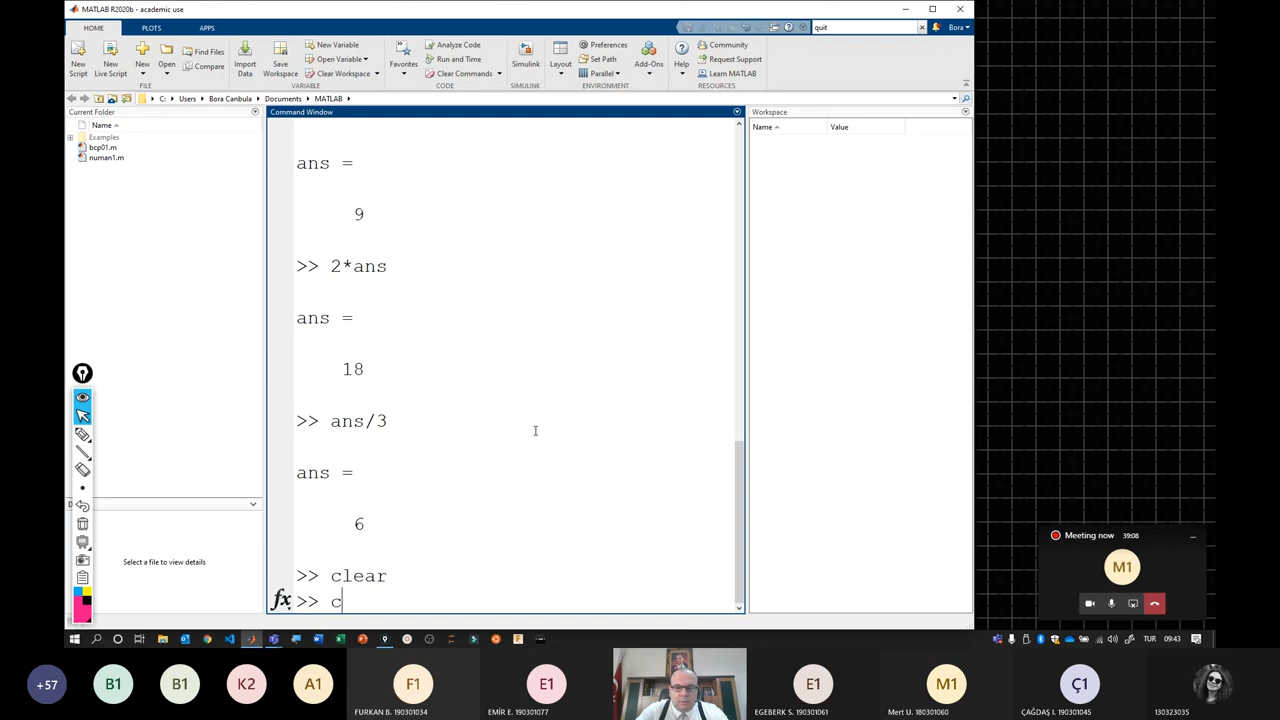 MATLAB R2020b - academic use
HOME PLOTS APPS quit Bora
New Script
New Live Script
New
Open
Find Files
Compare
Import Data
Save Workspace
New Variable
Open Variable
Clear Workspace
Favorites
Analyze Code
Run and Time
Clear Commands
Simulink
Layout
Preferences
Set Path
Parallel
Add-Ons
Help
Community
Request Support
Learn MATLAB
FILE VARIABLE CODE SIMULINK ENVIRONMENT RESOURCES
C: Users Bora Canbula Documents MATLAB
Current Folder
Name
Examples
bcp01.m
numan1.m
Select a file to view details
Command Window
ans =
9
>> 2*ans
ans =
18
>> ans/3
ans =
6
>> clear
fx >> c
Workspace
Name Value
Meeting now 39:08
M1
TUR 09:43
+57 B1 B1 K2 A1 F1 E1 E1 M1 Ç1
FURKAN B. 190301034 EMİR E. 190301077 EGEBERK S. 190301061 Mert U. 180301060 ÇAĞDAŞ I. 190301045 130323035